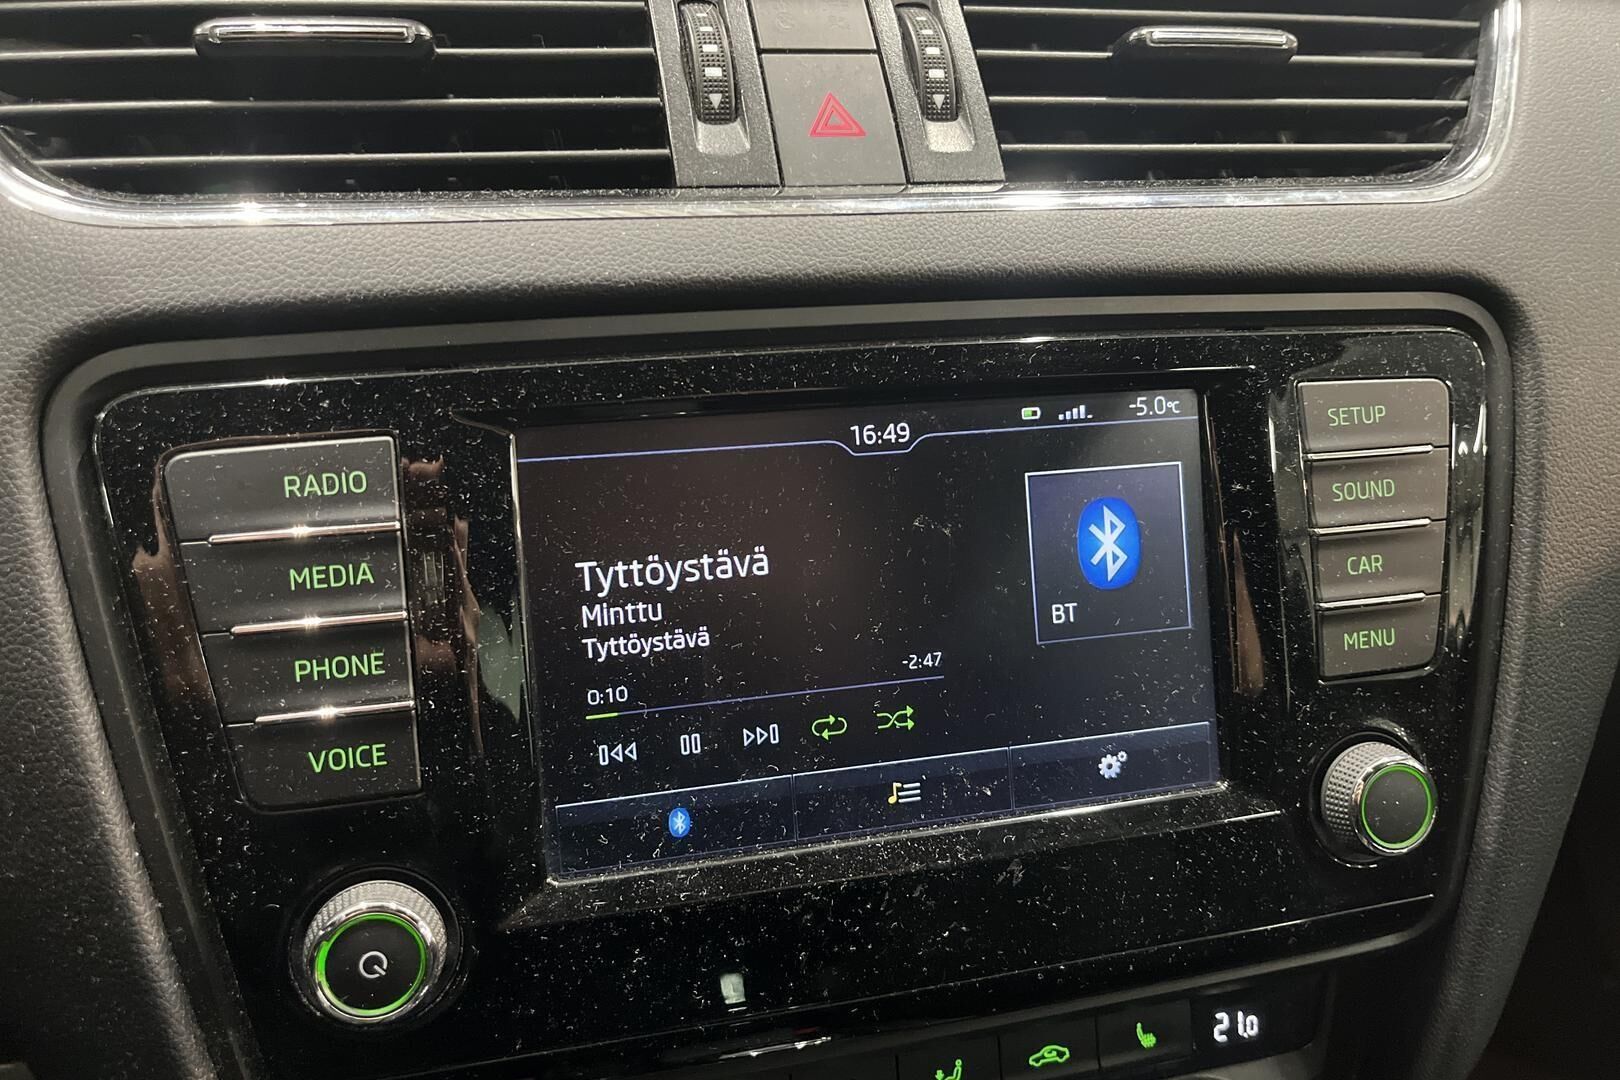 16:49
-5.0°C
RADIO
MEDIA
PHONE
VOICE
Tyttöystävä
Minttu
Tyttöystävä
0:10
-2:47
BT
SETUP
SOUND
CAR
MENU
21.0